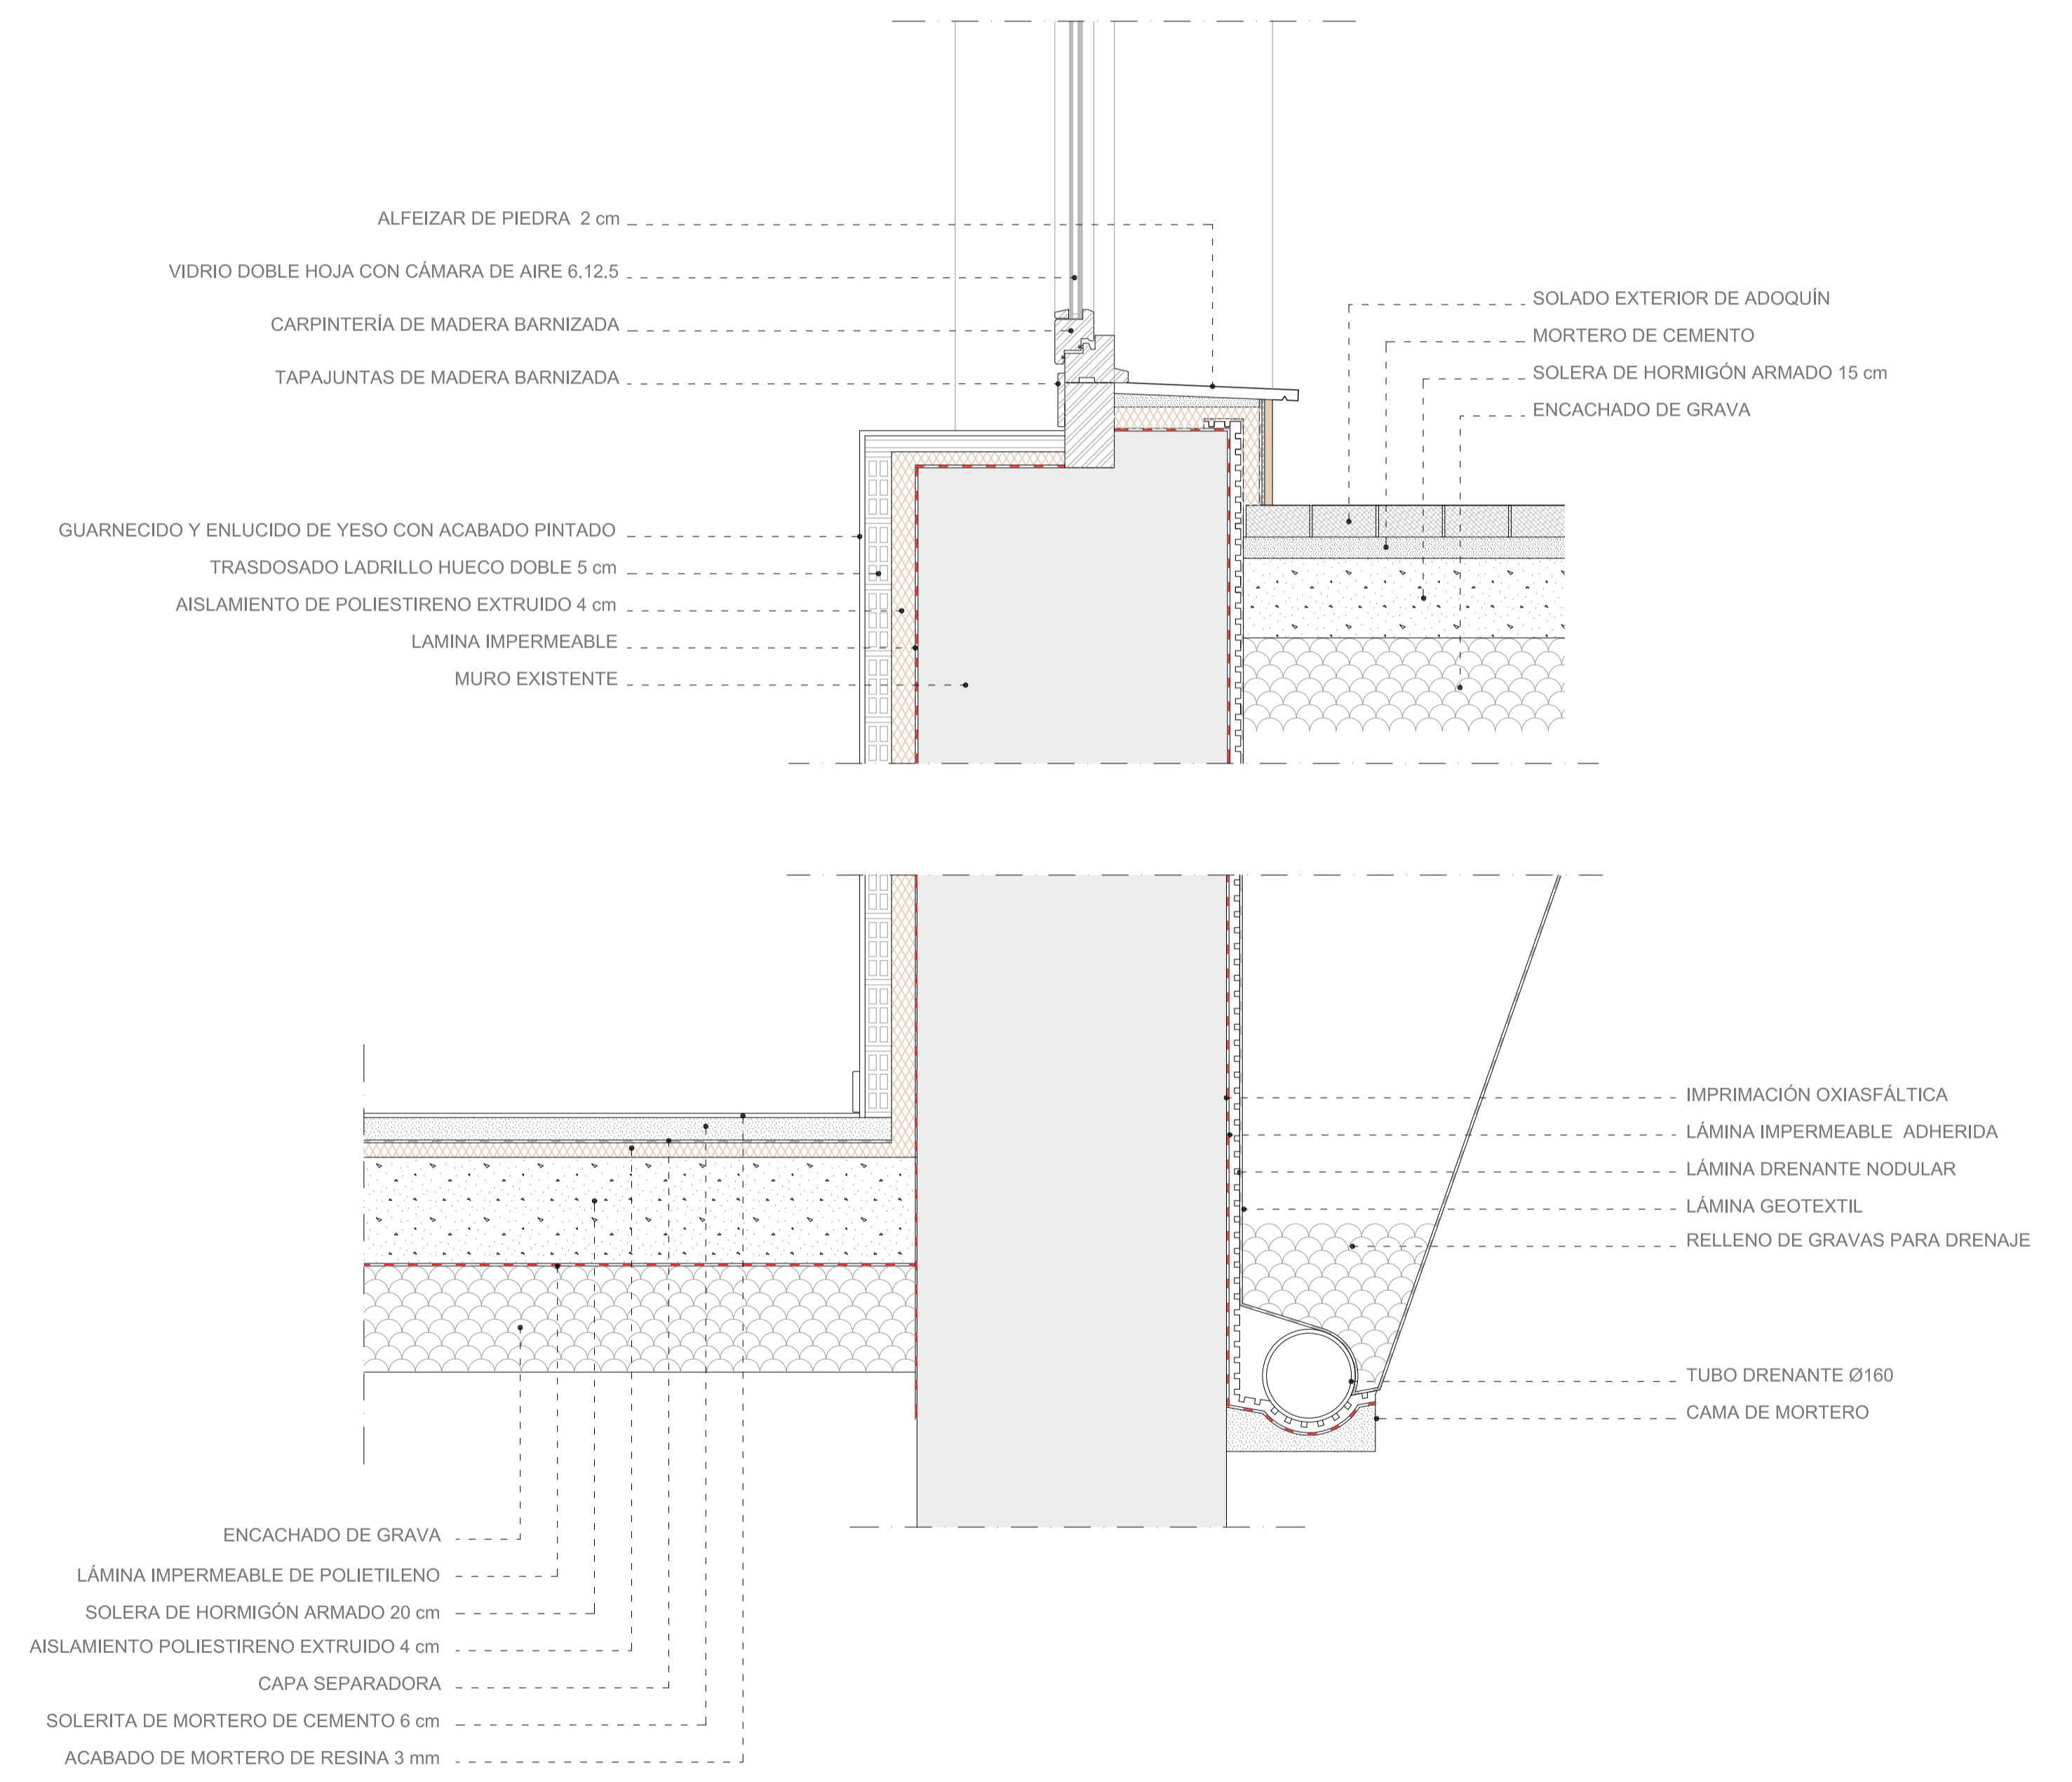 ALFEIZAR DE PIEDRA  2 cm
VIDRIO DOBLE HOJA CON CÁMARA DE AIRE 6.12.5
CARPINTERÍA DE MADERA BARNIZADA
TAPAJUNTAS DE MADERA BARNIZADA
SOLADO EXTERIOR DE ADOQUÍN
MORTERO DE CEMENTO
SOLERA DE HORMIGÓN ARMADO 15 cm
ENCACHADO DE GRAVA
GUARNECIDO Y ENLUCIDO DE YESO CON ACABADO PINTADO
TRASDOSADO LADRILLO HUECO DOBLE 5 cm
AISLAMIENTO DE POLIESTIRENO EXTRUIDO 4 cm
LAMINA IMPERMEABLE
MURO EXISTENTE
IMPRIMACIÓN OXIASFÁLTICA
LÁMINA IMPERMEABLE  ADHERIDA
LÁMINA DRENANTE NODULAR
LÁMINA GEOTEXTIL
RELLENO DE GRAVAS PARA DRENAJE
TUBO DRENANTE Ø160
CAMA DE MORTERO
ENCACHADO DE GRAVA
LÁMINA IMPERMEABLE DE POLIETILENO
SOLERA DE HORMIGÓN ARMADO 20 cm
AISLAMIENTO POLIESTIRENO EXTRUIDO 4 cm
CAPA SEPARADORA
SOLERITA DE MORTERO DE CEMENTO 6 cm
ACABADO DE MORTERO DE RESINA 3 mm